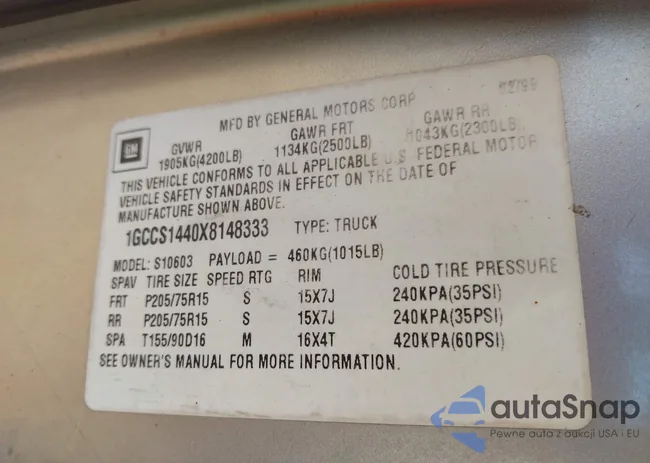 MFD BY GENERAL MOTORS CORP
GM
GVWR GAWR FRT GAWR RR
1905KG(4200LB) 1134KG(2500LB) 1043KG(2300LB)
THIS VEHICLE CONFORMS TO ALL APPLICABLE U.S. FEDERAL MOTOR
VEHICLE SAFETY STANDARDS IN EFFECT ON THE DATE OF
MANUFACTURE SHOWN ABOVE.
1GCCS1440X8148333 TYPE: TRUCK
MODEL: S10603 PAYLOAD = 460KG(1015LB)
SPAV TIRE SIZE SPEED RTG RIM COLD TIRE PRESSURE
FRT P205/75R15 S 15X7J 240KPA(35PSI)
RR P205/75R15 S 15X7J 240KPA(35PSI)
SPA T155/90D16 M 16X4T 420KPA(60PSI)
SEE OWNER'S MANUAL FOR MORE INFORMATION.
autaSnap
Pewne auta z aukcji USA i EU